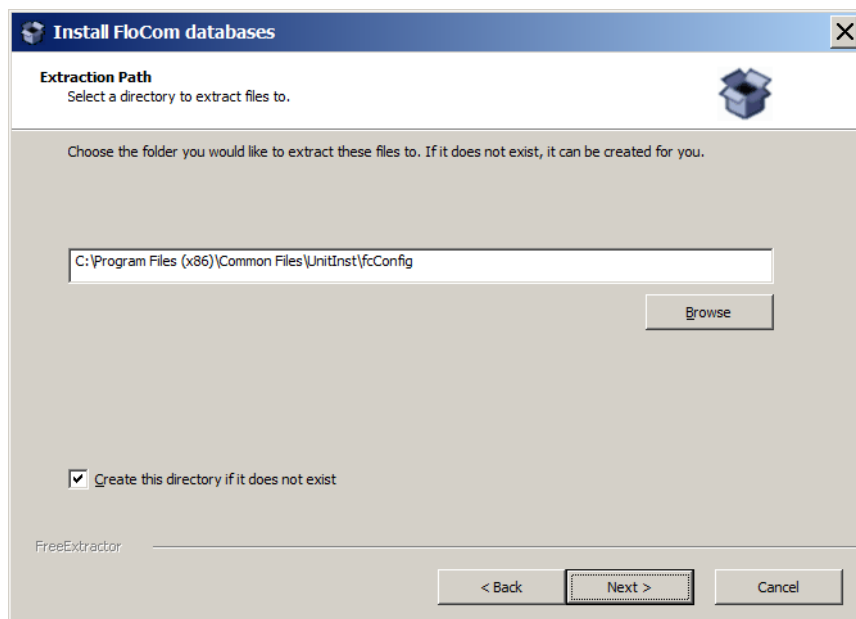 Install FloCom databases
Extraction Path
Select a directory to extract files to.
Choose the folder you would like to extract these files to. If it does not exist, it can be created for you.
C:\Program Files (x86)\Common Files\UnitInst\fcConfig
Browse
Create this directory if it does not exist
FreeExtractor
< Back Next > Cancel